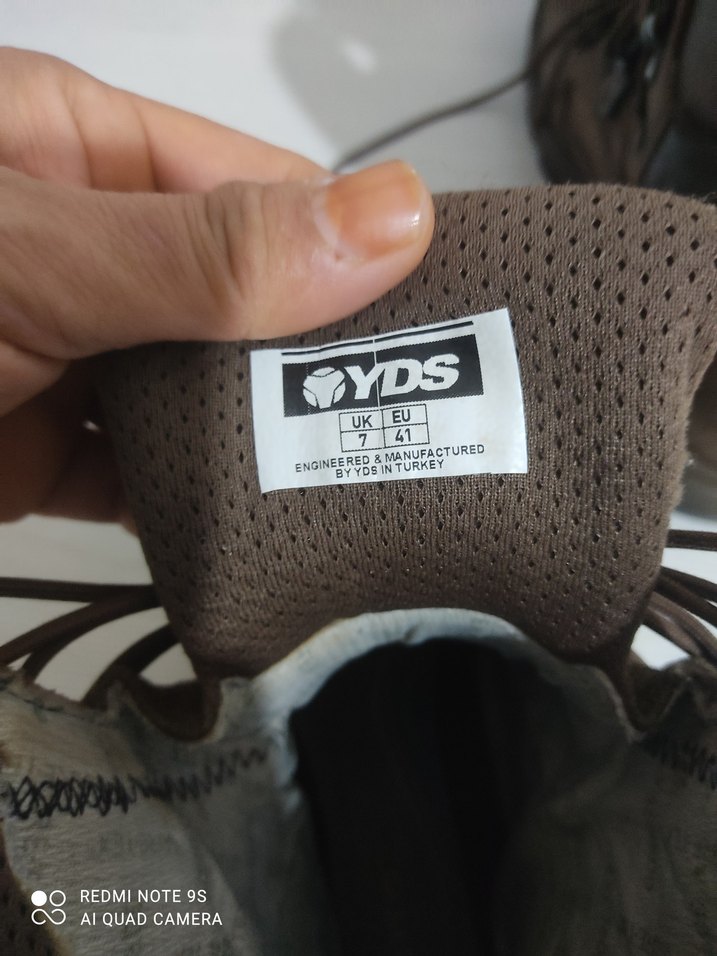 YDS
UK EU
7 41
ENGINEERED & MANUFACTURED
BY YDS IN TURKEY
REDMI NOTE 9S
AI QUAD CAMERA